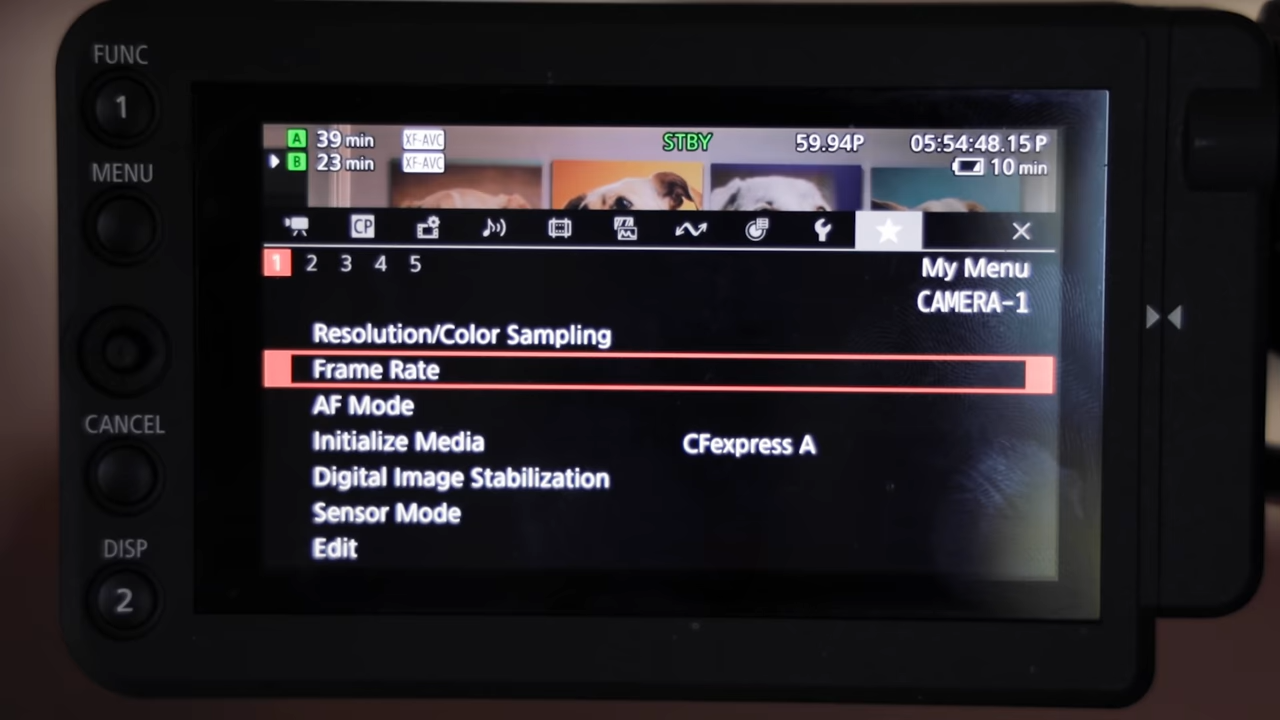 FUNC
1
MENU
CANCEL
DISP
2
A 39 min XF-AVC STBY 59.94P 05:54:48.15P
B 23 min XF-AVC 10 min
CP
1 2 3 4 5
My Menu
CAMERA-1
Resolution/Color Sampling
Frame Rate
AF Mode
Initialize Media CFexpress A
Digital Image Stabilization
Sensor Mode
Edit